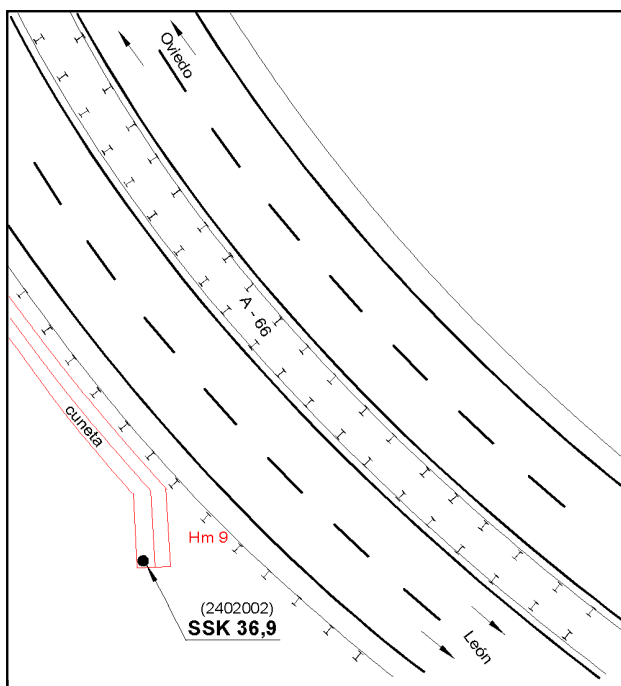 Oviedo
A - 66
cuneta
Hm 9
(2402002)
SSK 36,9
León